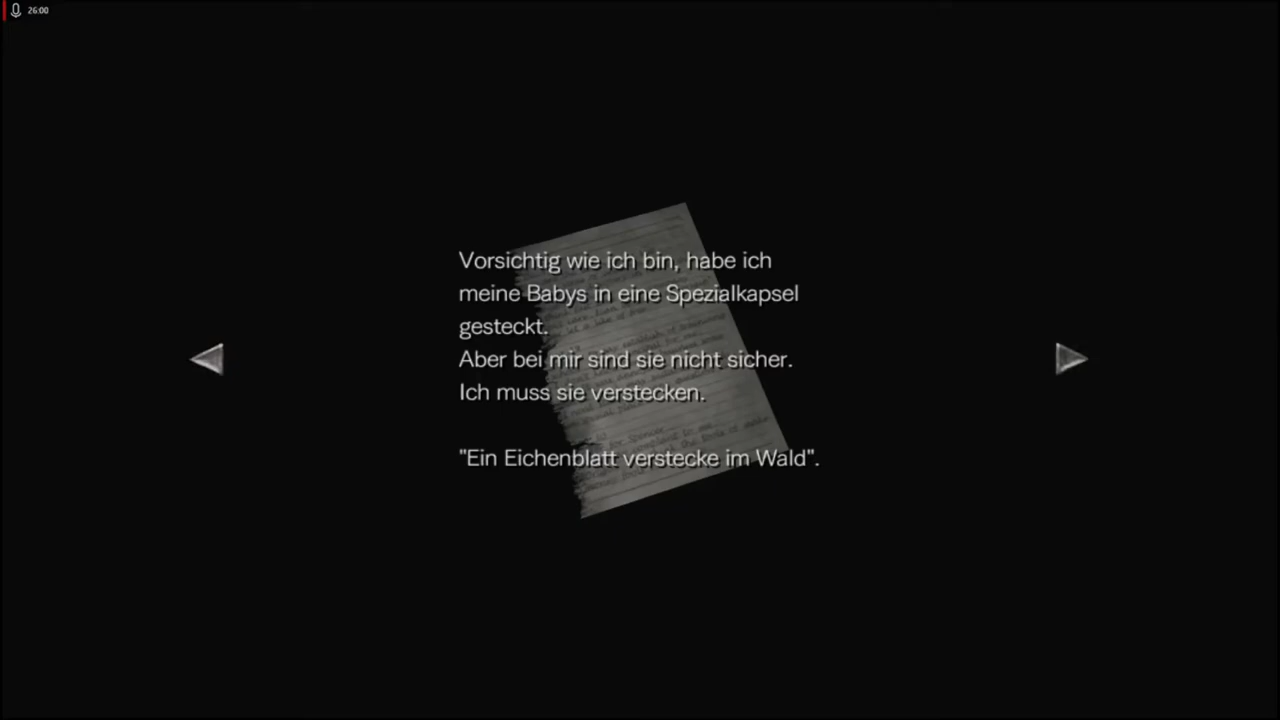 26:00
Vorsichtig wie ich bin, habe ich
meine Babys in eine Spezialkapsel
gesteckt.
Aber bei mir sind sie nicht sicher.
Ich muss sie verstecken.
"Ein Eichenblatt verstecke im Wald".